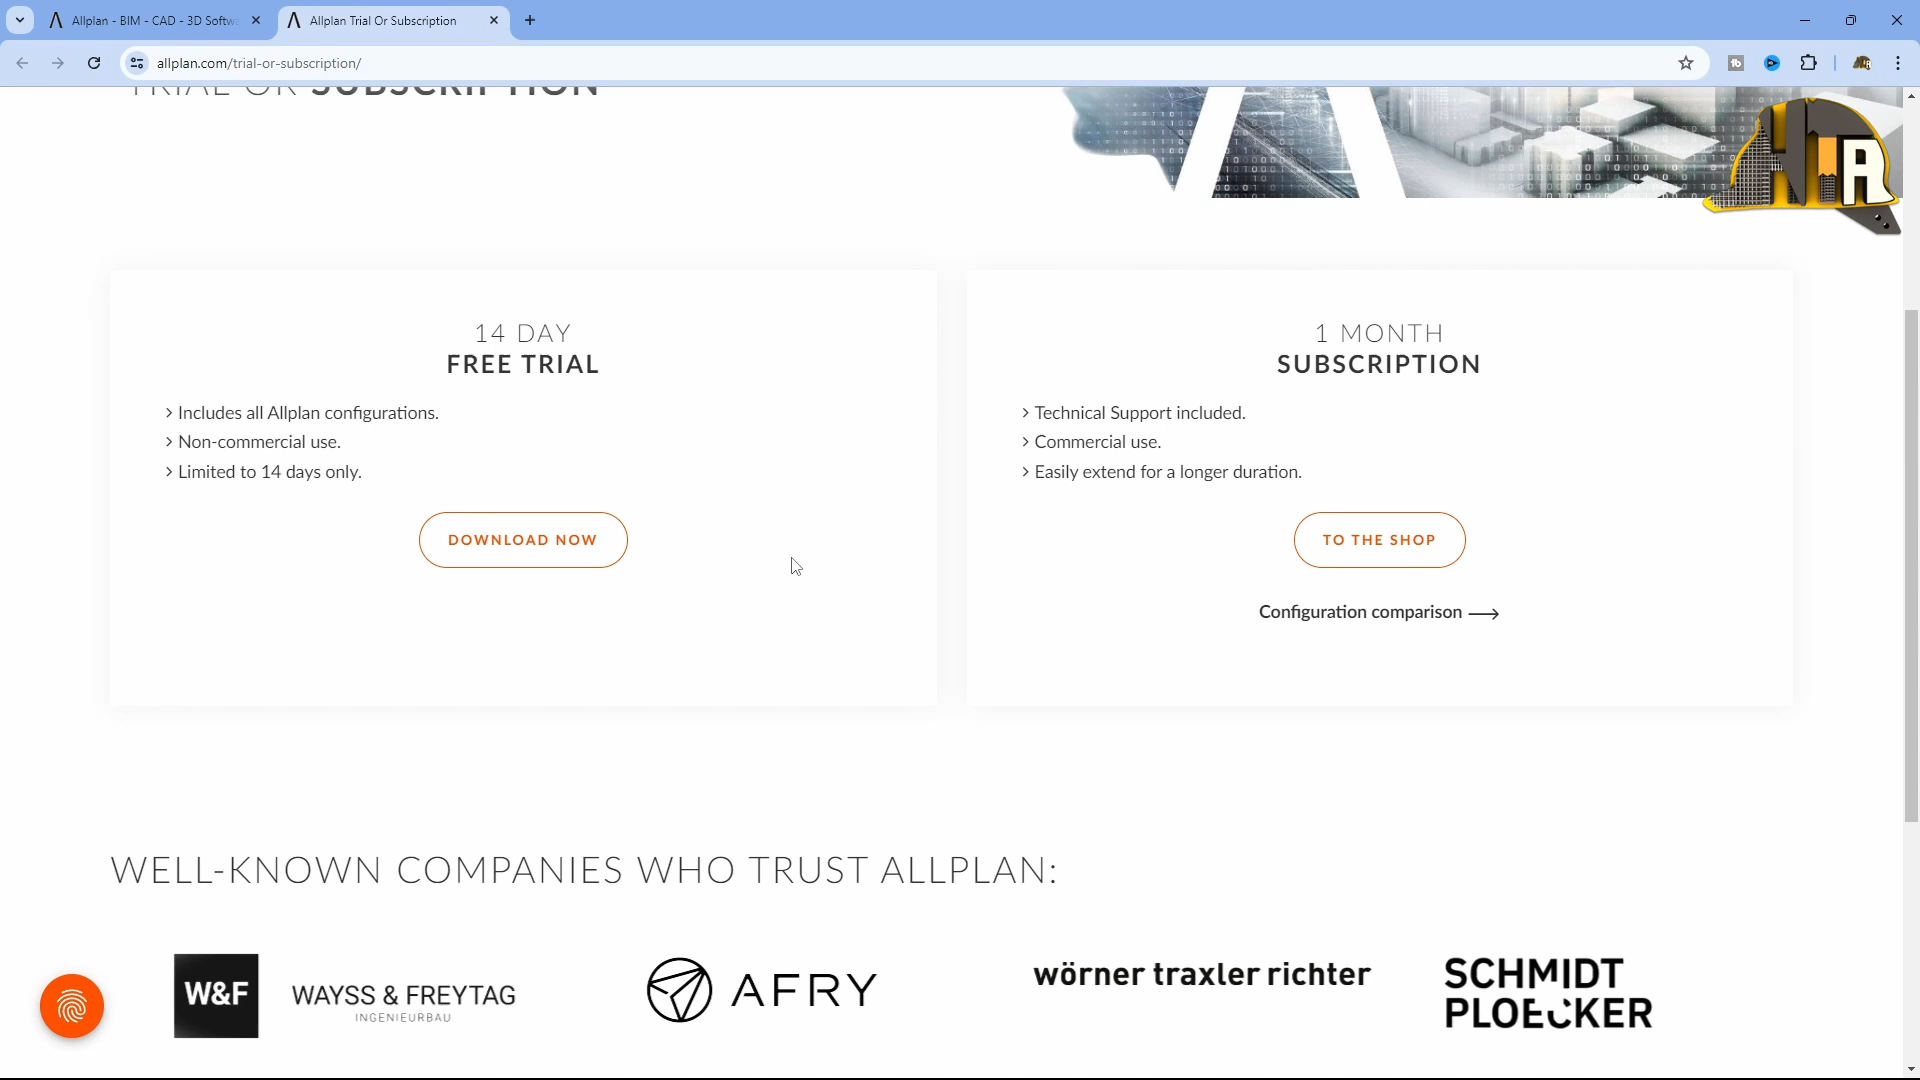 Allplan - BIM - CAD - 3D Softw
Allplan Trial Or Subscription
allplan.com/trial-or-subscription/
TRIAL OR SUBSCRIPTION
14 DAY
FREE TRIAL
> Includes all Allplan configurations.
> Non-commercial use.
> Limited to 14 days only.
DOWNLOAD NOW
1 MONTH
SUBSCRIPTION
> Technical Support included.
> Commercial use.
> Easily extend for a longer duration.
TO THE SHOP
Configuration comparison →
WELL-KNOWN COMPANIES WHO TRUST ALLPLAN:
W&F
WAYSS & FREYTAG
INGENIEURBAU
AFRY
wörner traxler richter
SCHMIDT
PLOECKER